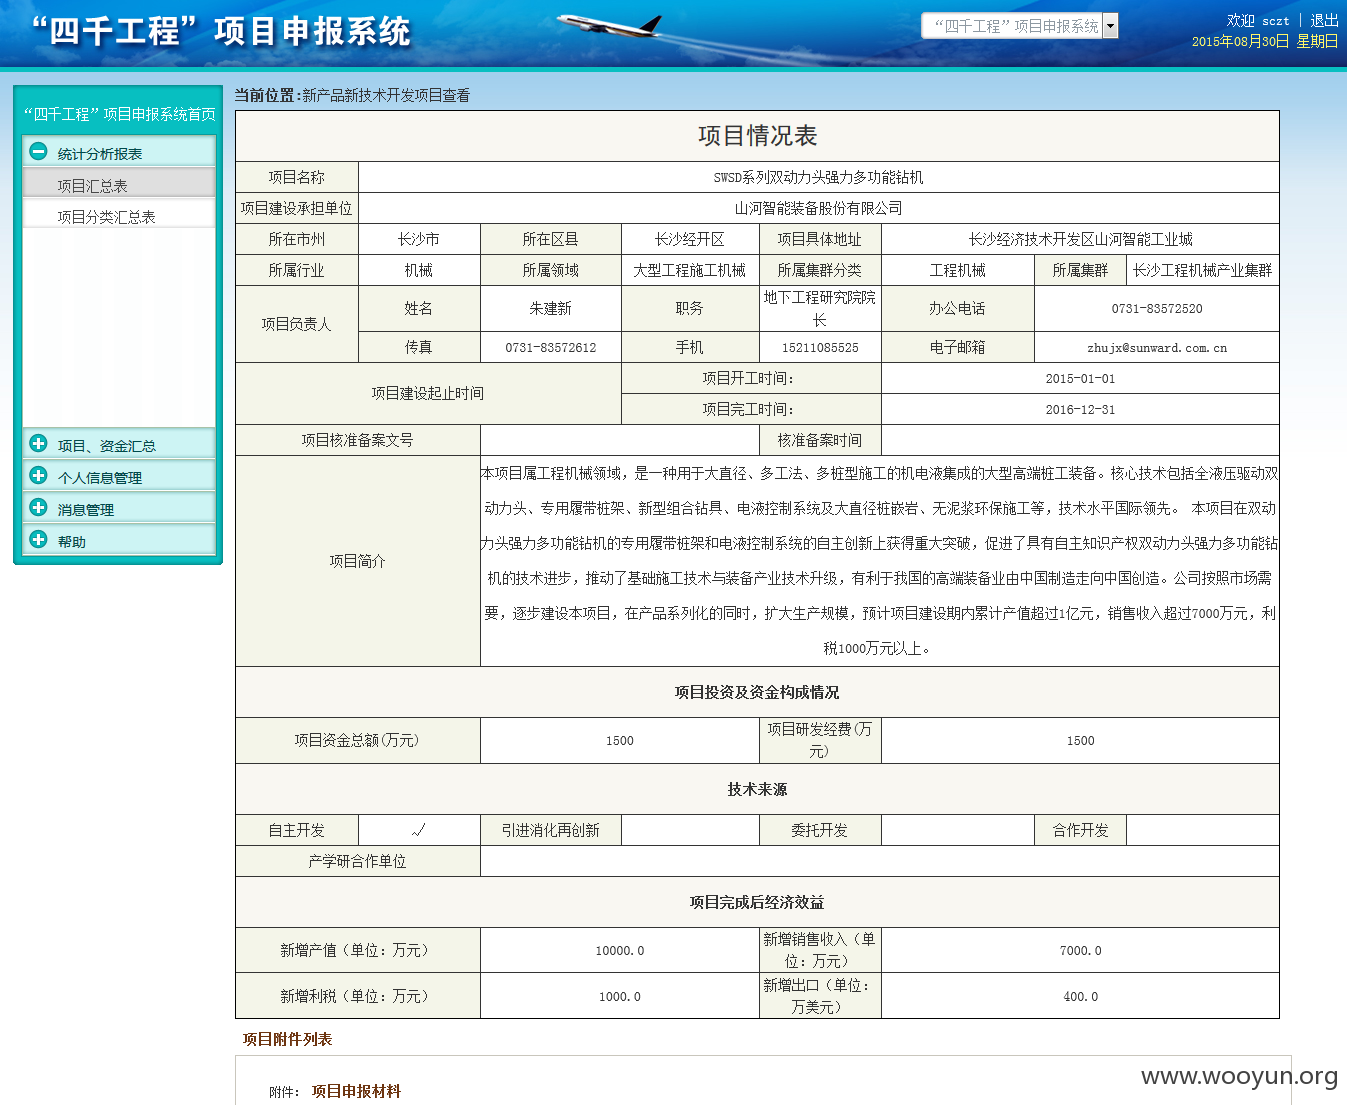 “四千工程”项目申报系统
“四千工程”项目申报系统
欢迎 sczt | 退出
2015年08月30日 星期日
“四千工程”项目申报系统首页
统计分析报表
项目汇总表
项目分类汇总表
项目、资金汇总
个人信息管理
消息管理
帮助
当前位置:新产品新技术开发项目查看
项目情况表
项目名称 SWSD系列双动力头强力多功能钻机
项目建设承担单位 山河智能装备股份有限公司
所在市州 长沙市 所在区县 长沙经开区 项目具体地址 长沙经济技术开发区山河智能工业城
所属行业 机械 所属领域 大型工程施工机械 所属集群分类 工程机械 所属集群 长沙工程机械产业集群
项目负责人 姓名 朱建新 职务 地下工程研究院院长 办公电话 0731-83572520
传真 0731-83572612 手机 15211085525 电子邮箱 zhujx@sunward.com.cn
项目建设起止时间 项目开工时间： 2015-01-01
项目完工时间： 2016-12-31
项目核准备案文号 核准备案时间
项目简介
本项目属工程机械领域，是一种用于大直径、多工法、多桩型施工的机电液集成的大型高端桩工装备。核心技术包括全液压驱动双
动力头、专用履带桩架、新型组合钻具、电液控制系统及大直径桩嵌岩、无泥浆环保施工等，技术水平国际领先。 本项目在双动
力头强力多功能钻机的专用履带桩架和电液控制系统的自主创新上获得重大突破，促进了具有自主知识产权双动力头强力多功能钻
机的技术进步，推动了基础施工技术与装备产业技术升级，有利于我国的高端装备业由中国制造走向中国创造。公司按照市场需
要，逐步建设本项目，在产品系列化的同时，扩大生产规模，预计项目建设期内累计产值超过1亿元，销售收入超过7000万元，利
税1000万元以上。
项目投资及资金构成情况
项目资金总额(万元) 1500 项目研发经费(万元) 1500
技术来源
自主开发 √ 引进消化再创新 委托开发 合作开发
产学研合作单位
项目完成后经济效益
新增产值（单位：万元） 10000.0 新增销售收入（单位：万元） 7000.0
新增利税（单位：万元） 1000.0 新增出口（单位：万美元） 400.0
项目附件列表
附件： 项目申报材料
www.wooyun.org